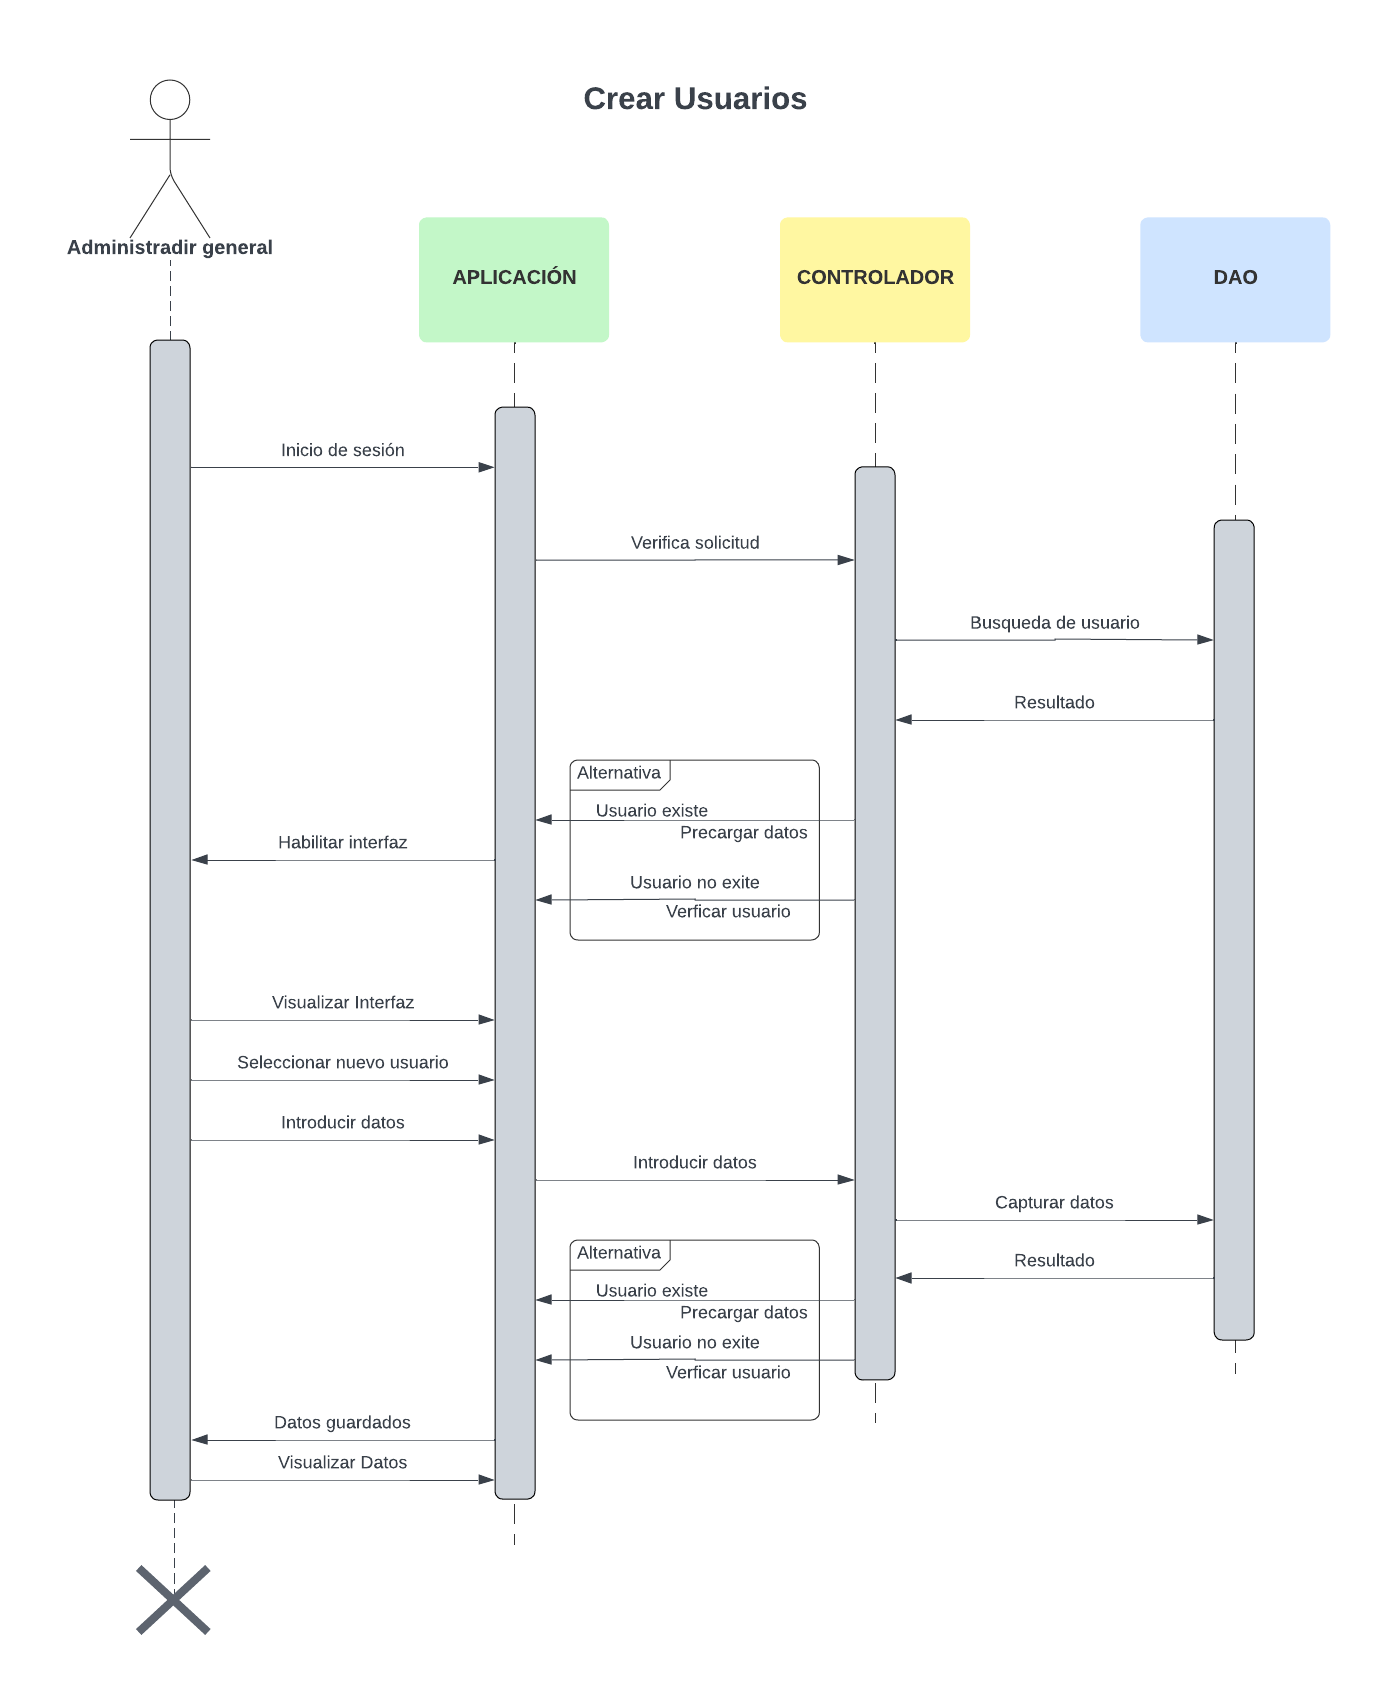 Crear Usuarios
Administradir general
APLICACIÓN
CONTROLADOR
DAO
Inicio de sesión
Verifica solicitud
Busqueda de usuario
Resultado
Alternativa
Usuario existe
Precargar datos
Habilitar interfaz
Usuario no exite
Verficar usuario
Visualizar Interfaz
Seleccionar nuevo usuario
Introducir datos
Introducir datos
Capturar datos
Alternativa
Resultado
Usuario existe
Precargar datos
Usuario no exite
Verficar usuario
Datos guardados
Visualizar Datos